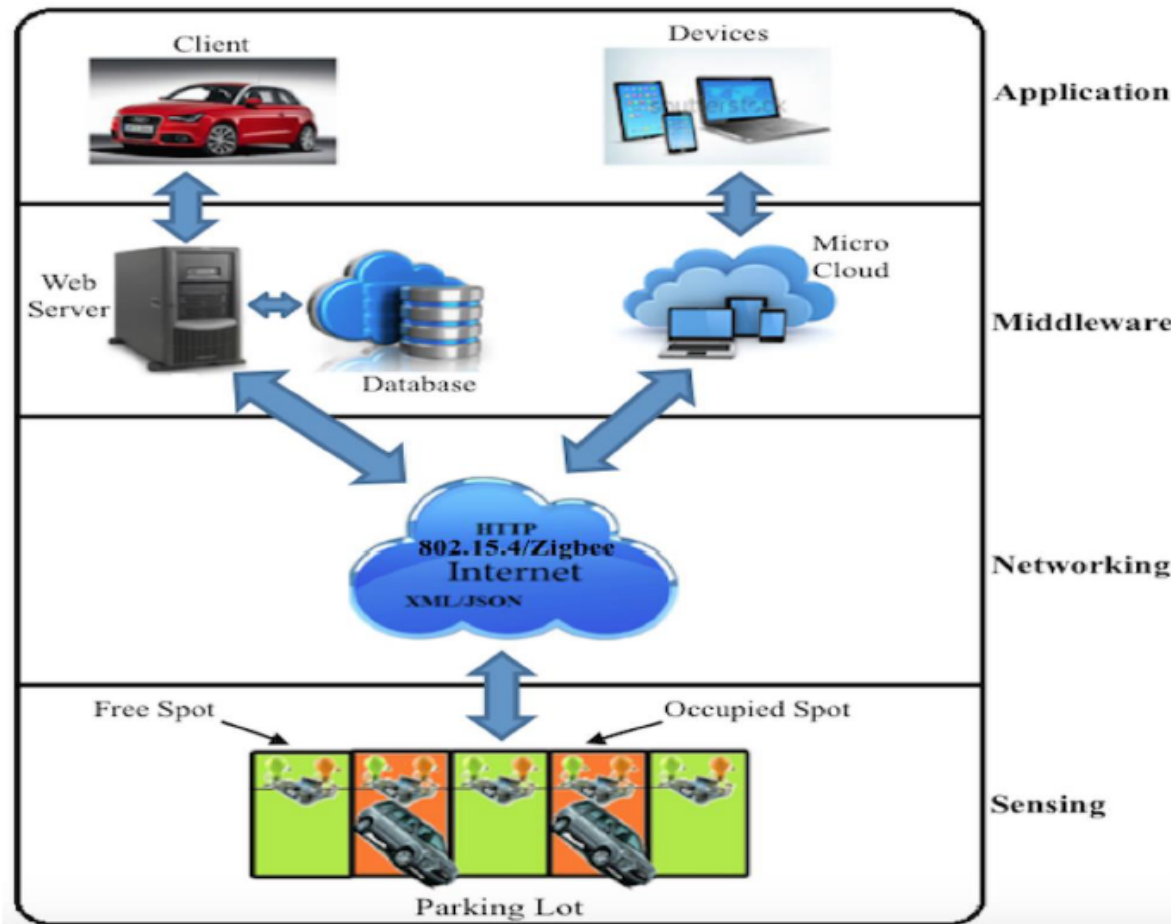 Client
Devices
Application
Web
Server
Database
Micro
Cloud
Middleware
HTTP
802.15.4/Zigbee
Internet
XML/JSON
Networking
Free Spot
Occupied Spot
Sensing
Parking Lot